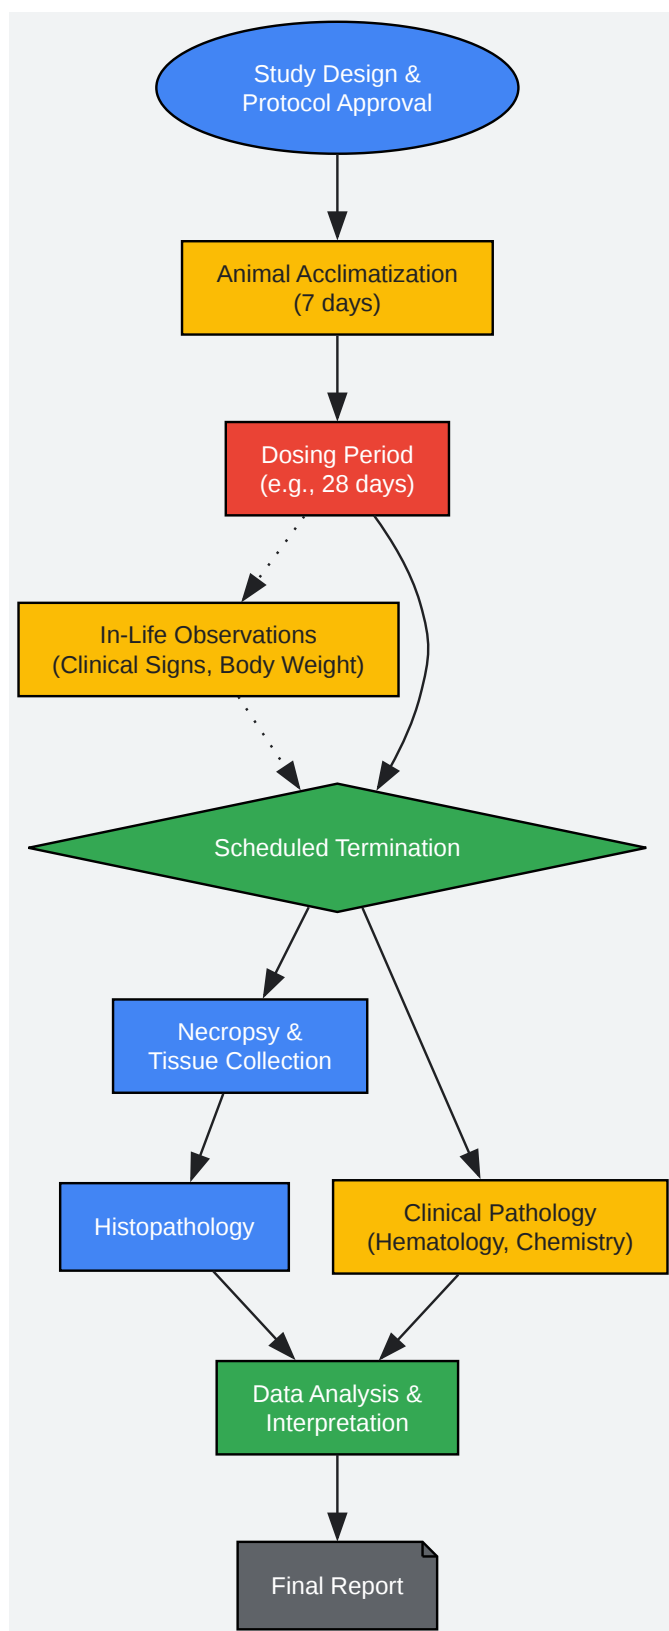 Study Design &
Protocol Approval
Animal Acclimatization
(7 days)
Dosing Period
(e.g., 28 days)
In-Life Observations
(Clinical Signs, Body Weight)
Scheduled Termination
Necropsy &
Tissue Collection
Histopathology
Clinical Pathology
(Hematology, Chemistry)
Data Analysis &
Interpretation
Final Report